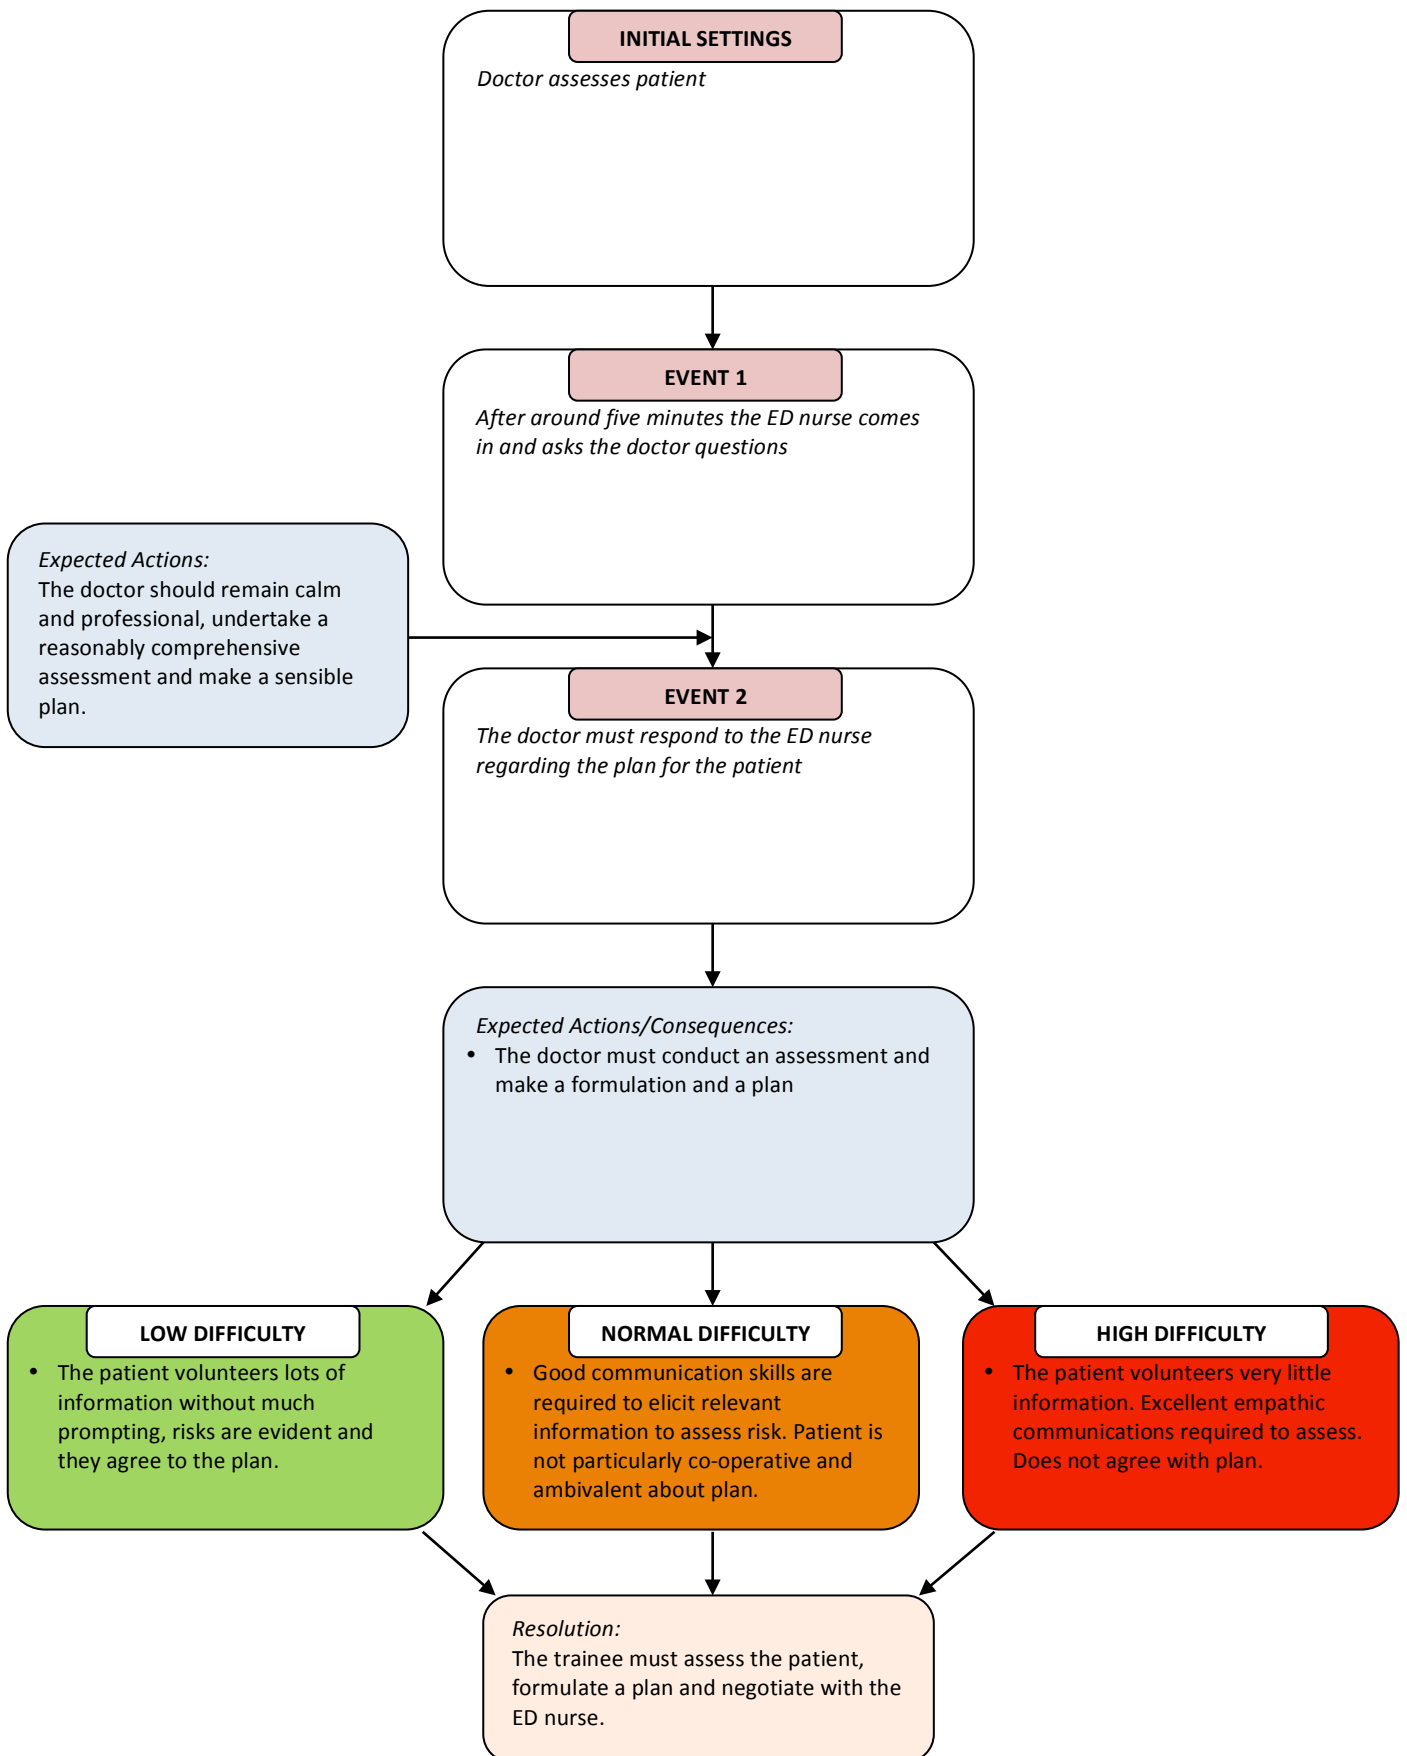 INITIAL SETTINGS
Doctor assesses patient
EVENT 1
After around five minutes the ED nurse comes
in and asks the doctor questions
Expected Actions:
The doctor should remain calm
and professional, undertake a
reasonably comprehensive
assessment and make a sensible
plan.
EVENT 2
The doctor must respond to the ED nurse
regarding the plan for the patient
Expected Actions/Consequences:
• The doctor must conduct an assessment and
make a formulation and a plan
LOW DIFFICULTY
• The patient volunteers lots of
information without much
prompting, risks are evident and
they agree to the plan.
NORMAL DIFFICULTY
• Good communication skills are
required to elicit relevant
information to assess risk. Patient is
not particularly co-operative and
ambivalent about plan.
HIGH DIFFICULTY
• The patient volunteers very little
information. Excellent empathic
communications required to assess.
Does not agree with plan.
Resolution:
The trainee must assess the patient,
formulate a plan and negotiate with the
ED nurse.